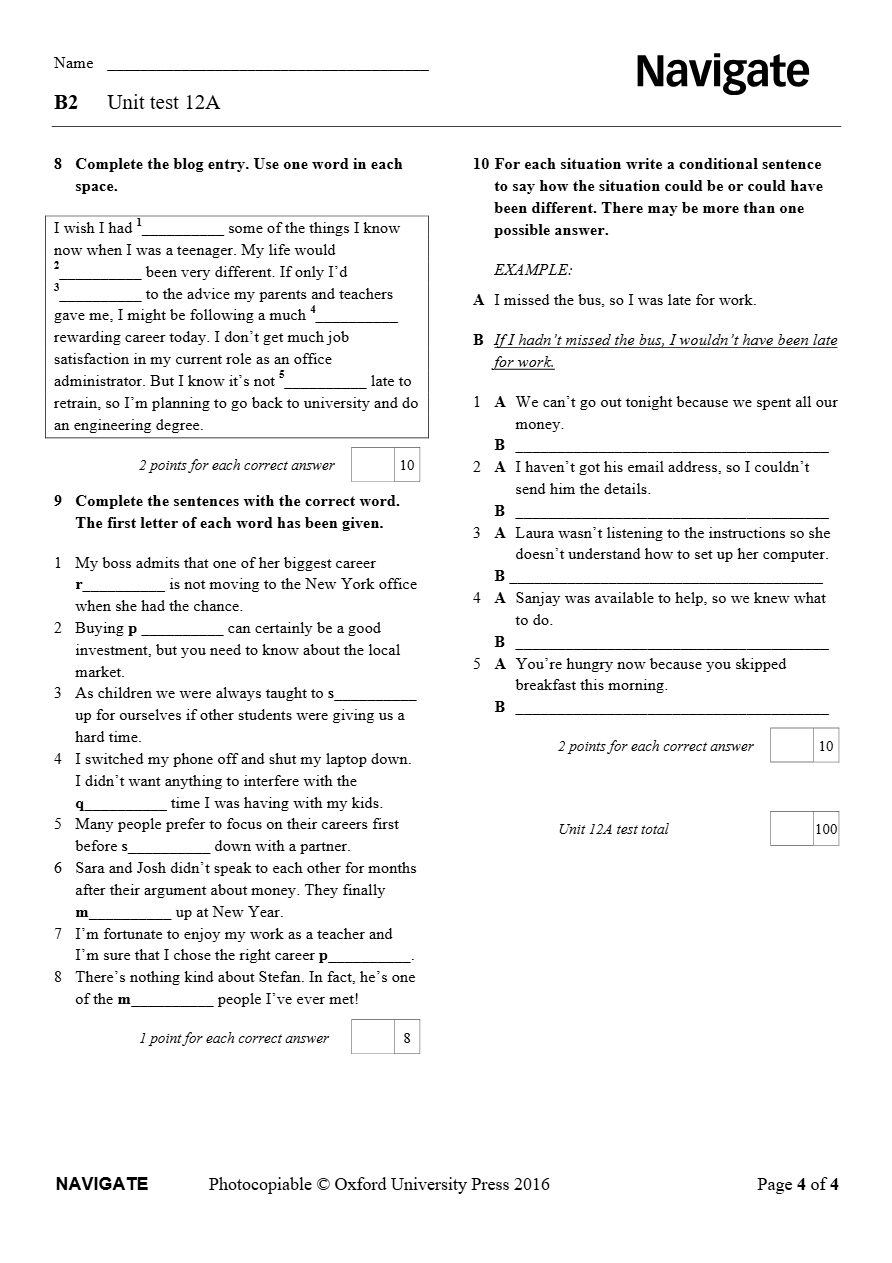 Name ______________________________________
Navigate
B2 Unit test 12A
8 Complete the blog entry. Use one word in each
space.
I wish I had 1__________ some of the things I know
now when I was a teenager. My life would
2__________ been very different. If only I’d
3__________ to the advice my parents and teachers
gave me, I might be following a much 4__________
rewarding career today. I don’t get much job
satisfaction in my current role as an office
administrator. But I know it’s not 5__________ late to
retrain, so I’m planning to go back to university and do
an engineering degree.
2 points for each correct answer 10
9 Complete the sentences with the correct word.
The first letter of each word has been given.
1 My boss admits that one of her biggest career
r__________ is not moving to the New York office
when she had the chance.
2 Buying p __________ can certainly be a good
investment, but you need to know about the local
market.
3 As children we were always taught to s__________
up for ourselves if other students were giving us a
hard time.
4 I switched my phone off and shut my laptop down.
I didn’t want anything to interfere with the
q__________ time I was having with my kids.
5 Many people prefer to focus on their careers first
before s__________ down with a partner.
6 Sara and Josh didn’t speak to each other for months
after their argument about money. They finally
m__________ up at New Year.
7 I’m fortunate to enjoy my work as a teacher and
I’m sure that I chose the right career p__________.
8 There’s nothing kind about Stefan. In fact, he’s one
of the m__________ people I’ve ever met!
1 point for each correct answer 8
10 For each situation write a conditional sentence
to say how the situation could be or could have
been different. There may be more than one
possible answer.
EXAMPLE:
A I missed the bus, so I was late for work.
B If I hadn’t missed the bus, I wouldn’t have been late
for work.
1 A We can’t go out tonight because we spent all our
money.
B ______________________________________
2 A I haven’t got his email address, so I couldn’t
send him the details.
B ______________________________________
3 A Laura wasn’t listening to the instructions so she
doesn’t understand how to set up her computer.
B ______________________________________
4 A Sanjay was available to help, so we knew what
to do.
B ______________________________________
5 A You’re hungry now because you skipped
breakfast this morning.
B ______________________________________
2 points for each correct answer 10
Unit 12A test total 100
NAVIGATE Photocopiable © Oxford University Press 2016 Page 4 of 4